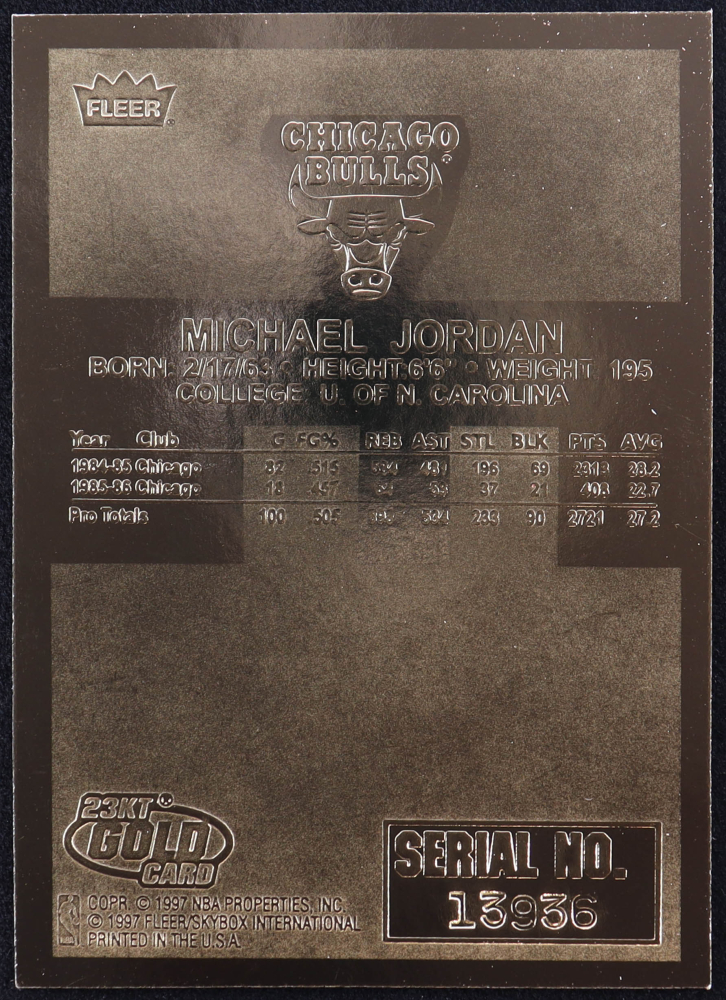 FLEER
CHICAGO
BULLS
MICHAEL JORDAN
BORN: 2/17/63 • HEIGHT: 6'6" • WEIGHT 195
COLLEGE: U. OF N. CAROLINA
Year Club G FG% REB AST STL BLK PTS AVG
1984-85 Chicago 82 .515 534 481 196 69 2313 28.2
1985-86 Chicago 18 .457 64 53 37 21 408 22.7
Pro Totals 100 .505 598 534 233 90 2721 27.2
23KT
GOLD
CARD
SERIAL NO.
13936
COPR. © 1997 NBA PROPERTIES, INC.
© 1997 FLEER/SKYBOX INTERNATIONAL
PRINTED IN THE U.S.A.